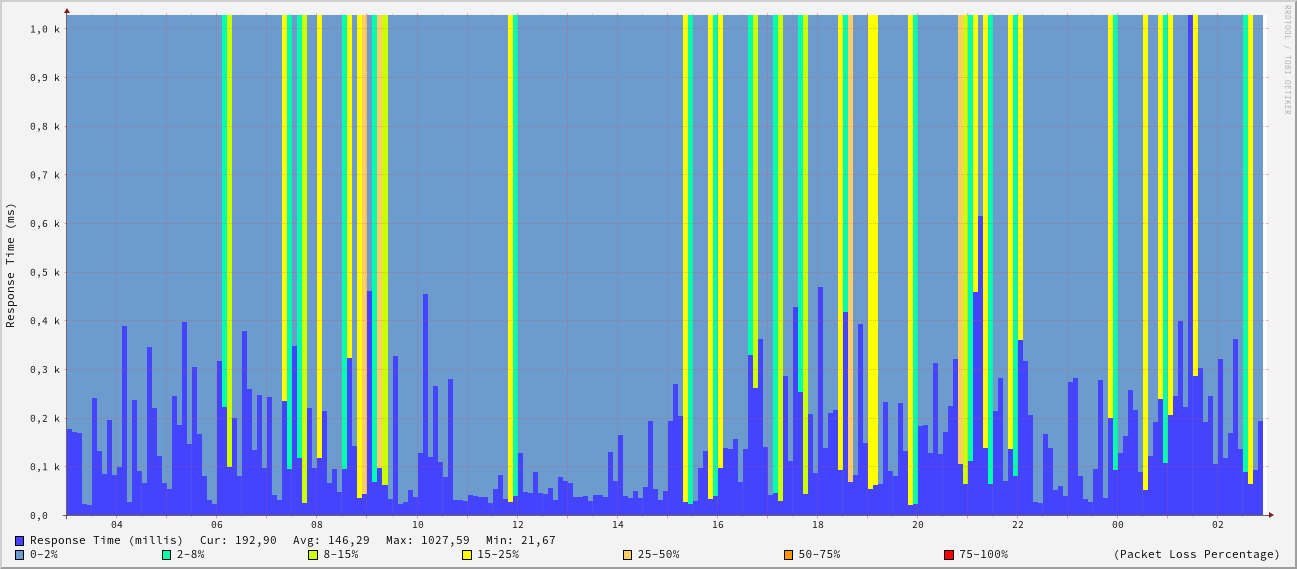 RRDTOOL / TOBI OETIKER
Response Time (ms)
1,0 k
0,9 k
0,8 k
0,7 k
0,6 k
0,5 k
0,4 k
0,3 k
0,2 k
0,1 k
0,0
04 06 08 10 12 14 16 18 20 22 00 02
Response Time (millis) Cur: 192,90 Avg: 146,29 Max: 1027,59 Min: 21,67
0-2% 2-8% 8-15% 15-25% 25-50% 50-75% 75-100% (Packet Loss Percentage)